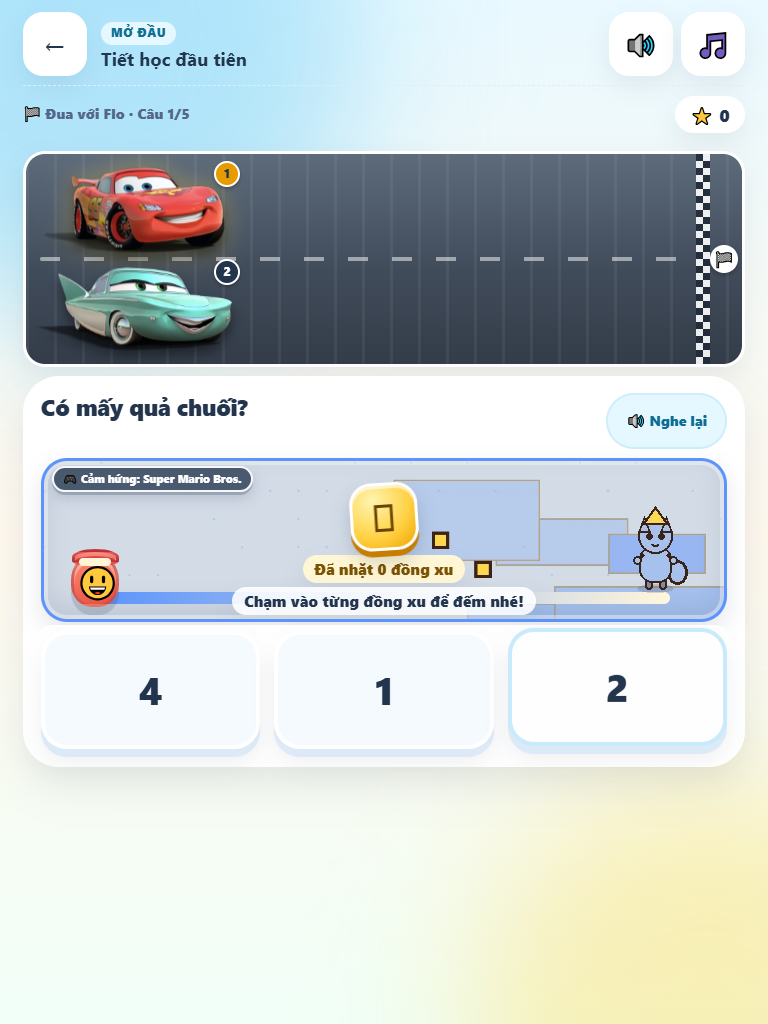 MỞ ĐẦU
Tiết học đầu tiên
Đua với Flo · Câu 1/5
0
1
2
Có mấy quả chuối?
Nghe lại
Cảm hứng: Super Mario Bros.
Đã nhặt 0 đồng xu
Chạm vào từng đồng xu để đếm nhé!
4
1
2